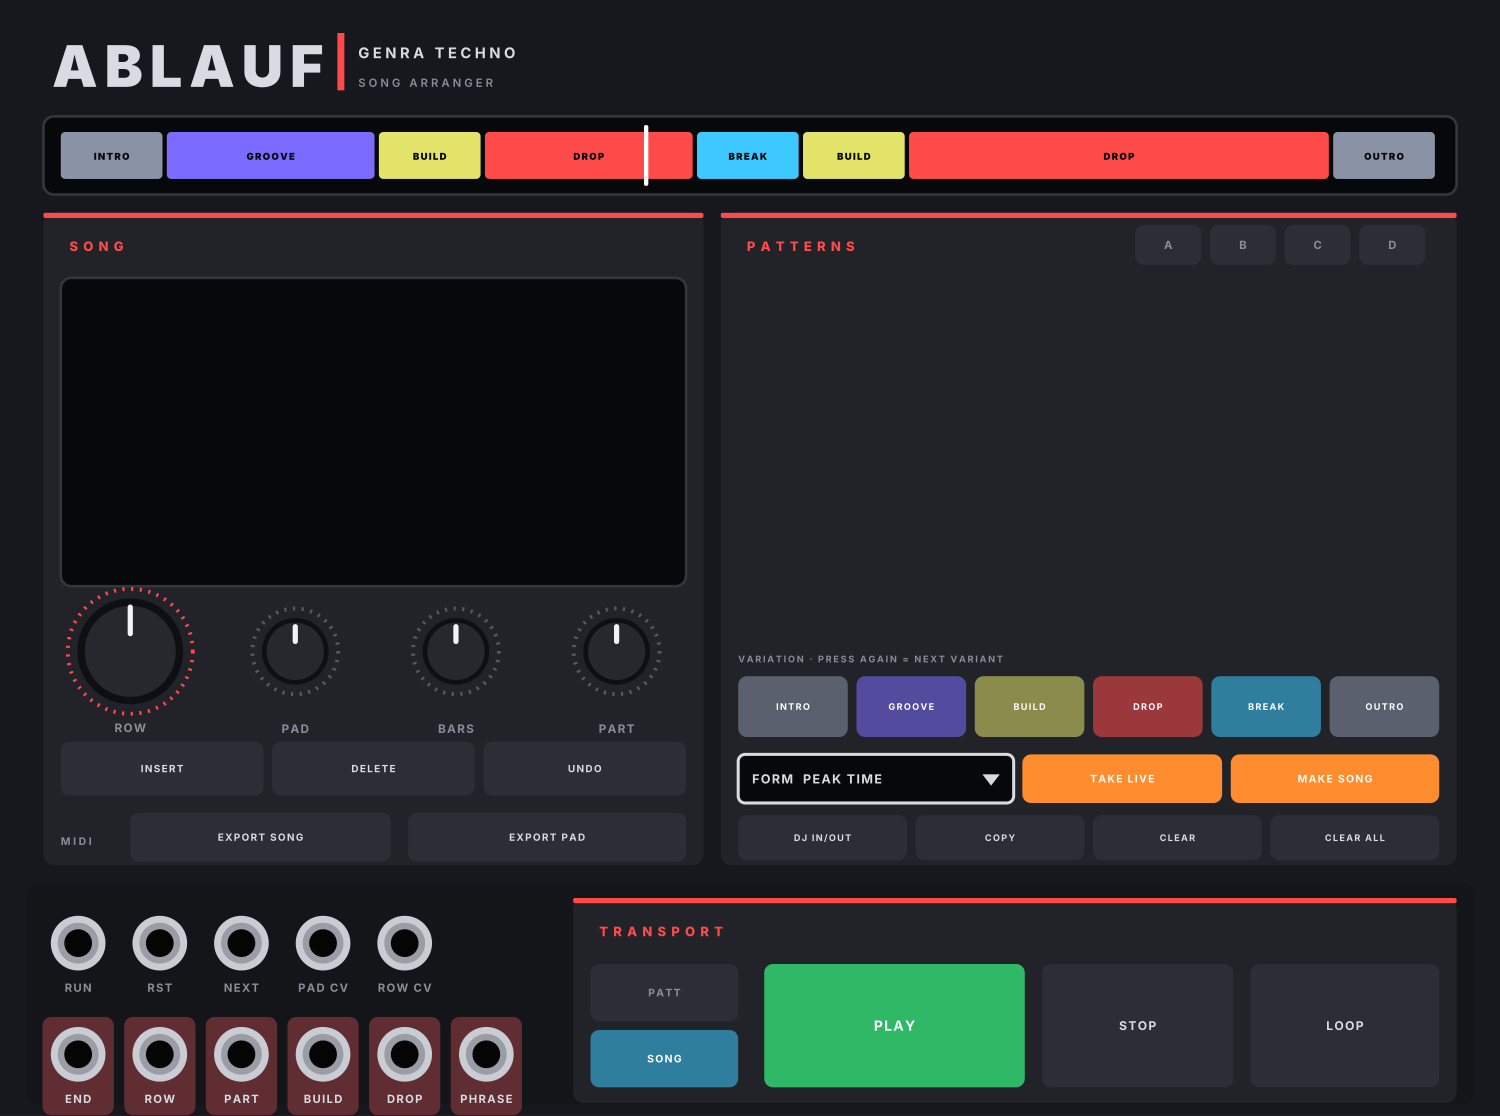 ABLAUF
GENRA TECHNO
SONG ARRANGER
INTRO GROOVE BUILD DROP BREAK BUILD DROP OUTRO
SONG
PATTERNS
A B C D
ROW PAD BARS PART
INSERT DELETE UNDO
MIDI EXPORT SONG EXPORT PAD
VARIATION · PRESS AGAIN = NEXT VARIANT
INTRO GROOVE BUILD DROP BREAK OUTRO
FORM PEAK TIME TAKE LIVE MAKE SONG
DJ IN/OUT COPY CLEAR CLEAR ALL
RUN RST NEXT PAD CV ROW CV
END ROW PART BUILD DROP PHRASE
TRANSPORT
PATT
SONG
PLAY STOP LOOP